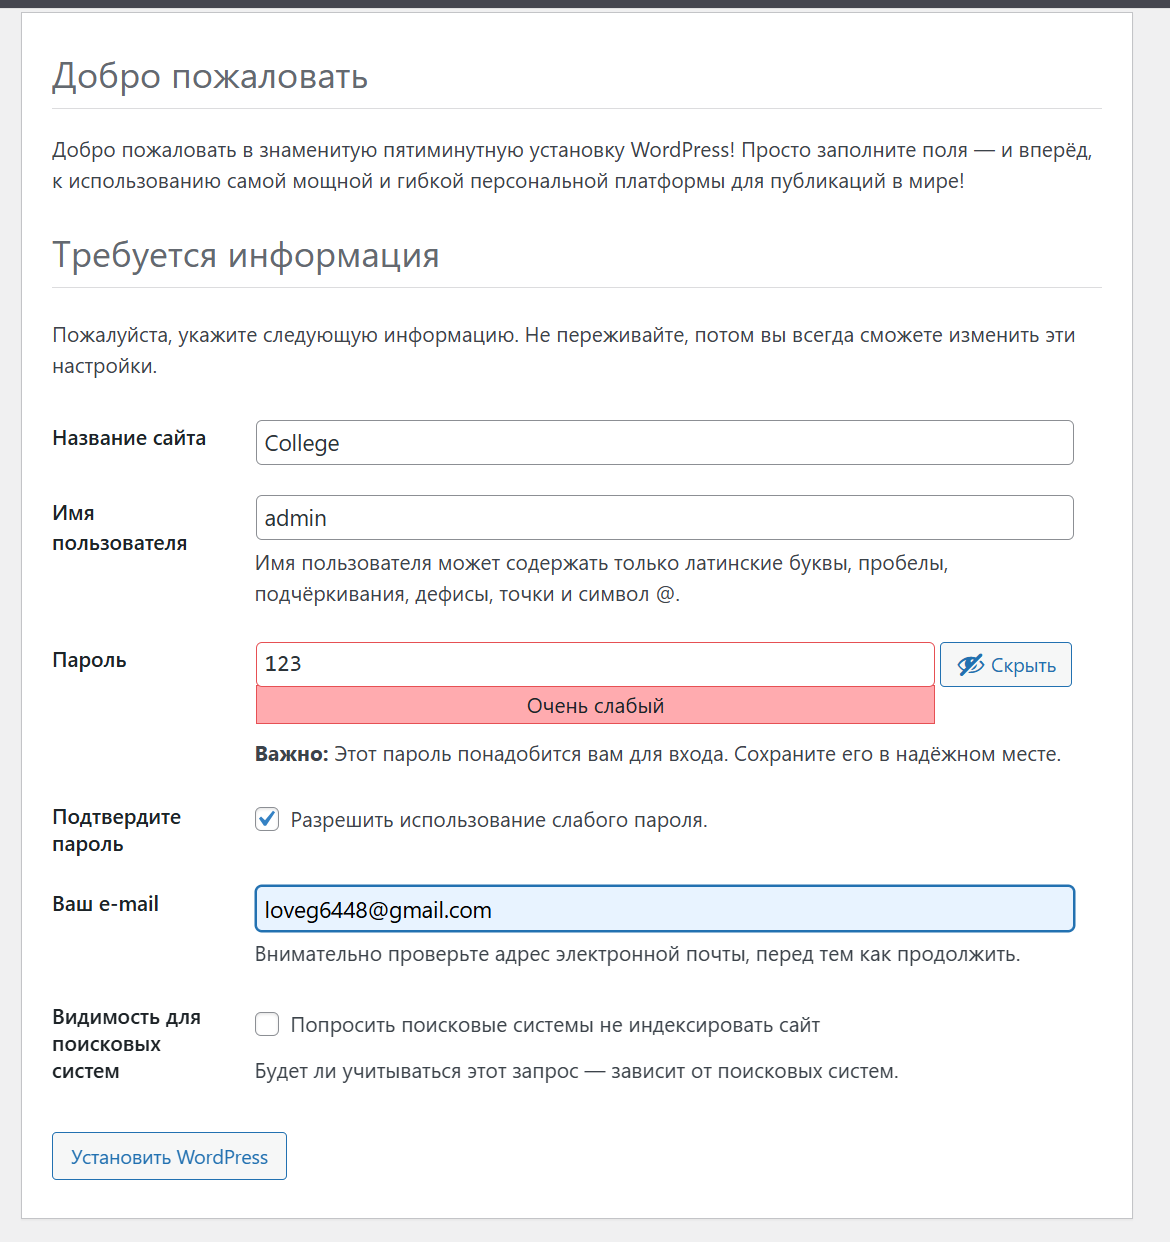 Добро пожаловать
Добро пожаловать в знаменитую пятиминутную установку WordPress! Просто заполните поля — и вперёд,
к использованию самой мощной и гибкой персональной платформы для публикаций в мире!
Требуется информация
Пожалуйста, укажите следующую информацию. Не переживайте, потом вы всегда сможете изменить эти
настройки.
Название сайта
College
Имя
пользователя
admin
Имя пользователя может содержать только латинские буквы, пробелы,
подчёркивания, дефисы, точки и символ @.
Пароль
123
Скрыть
Очень слабый
Важно: Этот пароль понадобится вам для входа. Сохраните его в надёжном месте.
Подтвердите
пароль
Разрешить использование слабого пароля.
Ваш e-mail
loveg6448@gmail.com
Внимательно проверьте адрес электронной почты, перед тем как продолжить.
Видимость для
поисковых
систем
Попросить поисковые системы не индексировать сайт
Будет ли учитываться этот запрос — зависит от поисковых систем.
Установить WordPress